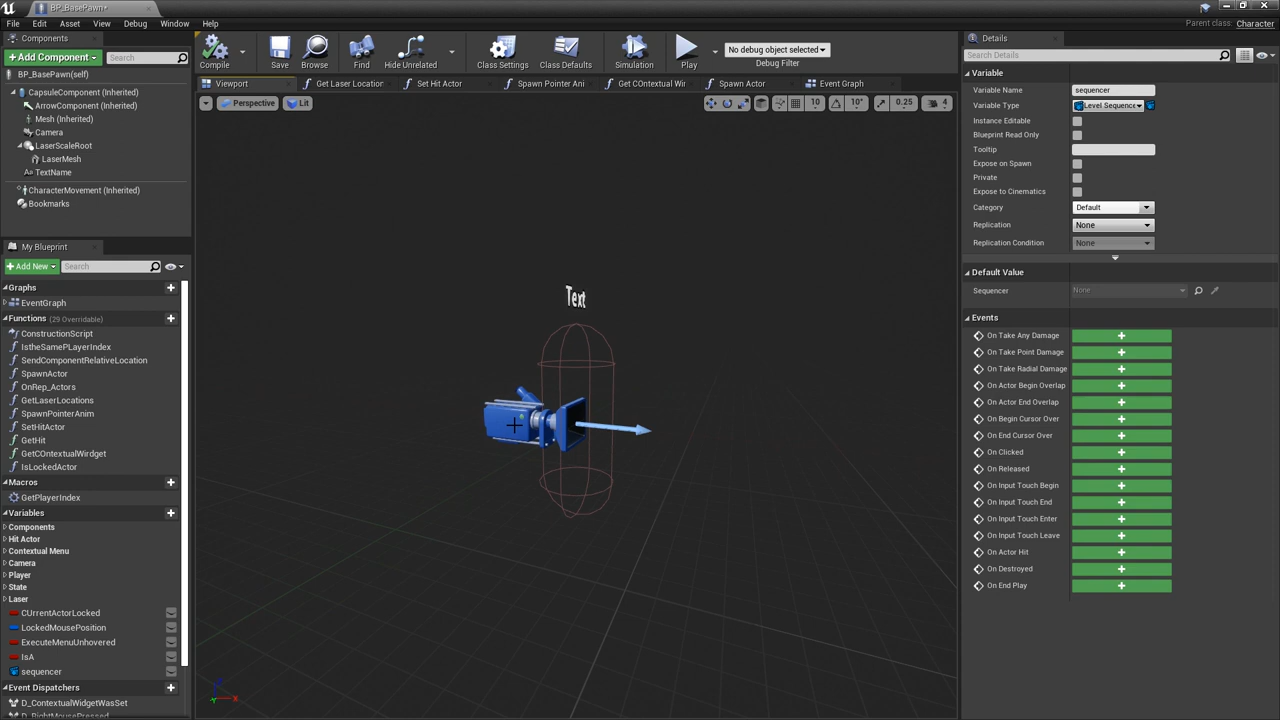 BP_BasePawn*
File Edit Asset View Debug Window Help
Parent class: Character
Components
+ Add Component
Search
BP_BasePawn(self)
CapsuleComponent (Inherited)
ArrowComponent (Inherited)
Mesh (Inherited)
Camera
LaserScaleRoot
LaserMesh
TextName
CharacterMovement (Inherited)
Bookmarks
My Blueprint
+ Add New
Search
Graphs
EventGraph
Functions (29 Overridable)
ConstructionScript
IstheSamePLayerIndex
SendComponentRelativeLocation
SpawnActor
OnRep_Actors
GetLaserLocations
SpawnPointerAnim
SetHitActor
GetHit
GetCOntextualWirdget
IsLockedActor
Macros
GetPlayerIndex
Variables
Components
Hit Actor
Contextual Menu
Camera
Player
State
Laser
CUrrentActorLocked
LockedMousePosition
ExecuteMenuUnhovered
IsA
sequencer
Event Dispatchers
D_ContextualWidgetWasSet
D_RightMousePressed
Compile Save Browse Find Hide Unrelated Class Settings Class Defaults Simulation Play
No debug object selected
Debug Filter
Viewport Get Laser Location Set Hit Actor Spawn Pointer Ani Get COntextual Wir Spawn Actor Event Graph
Perspective Lit
10 10° 0.25 4
Text
Z
X
Details
Search Details
Variable
Variable Name sequencer
Variable Type Level Sequence
Instance Editable
Blueprint Read Only
Tooltip
Expose on Spawn
Private
Expose to Cinematics
Category Default
Replication None
Replication Condition None
Default Value
Sequencer None
Events
On Take Any Damage +
On Take Point Damage +
On Take Radial Damage +
On Actor Begin Overlap +
On Actor End Overlap +
On Begin Cursor Over +
On End Cursor Over +
On Clicked +
On Released +
On Input Touch Begin +
On Input Touch End +
On Input Touch Enter +
On Input Touch Leave +
On Actor Hit +
On Destroyed +
On End Play +